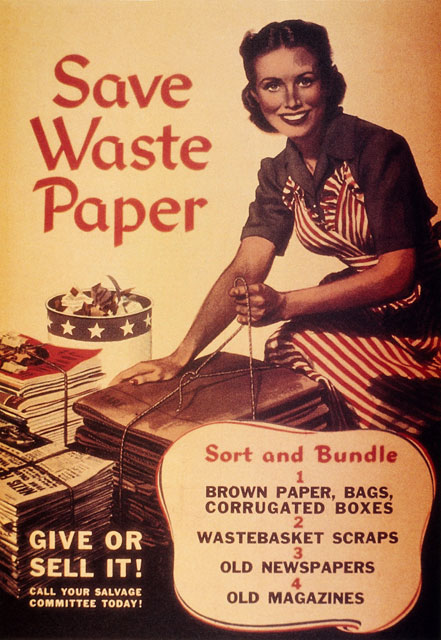 Save
Waste
Paper
Sort and Bundle
1
BROWN PAPER, BAGS,
CORRUGATED BOXES
2
WASTEBASKET SCRAPS
3
OLD NEWSPAPERS
4
OLD MAGAZINES
GIVE OR
SELL IT!
CALL YOUR SALVAGE
COMMITTEE TODAY!